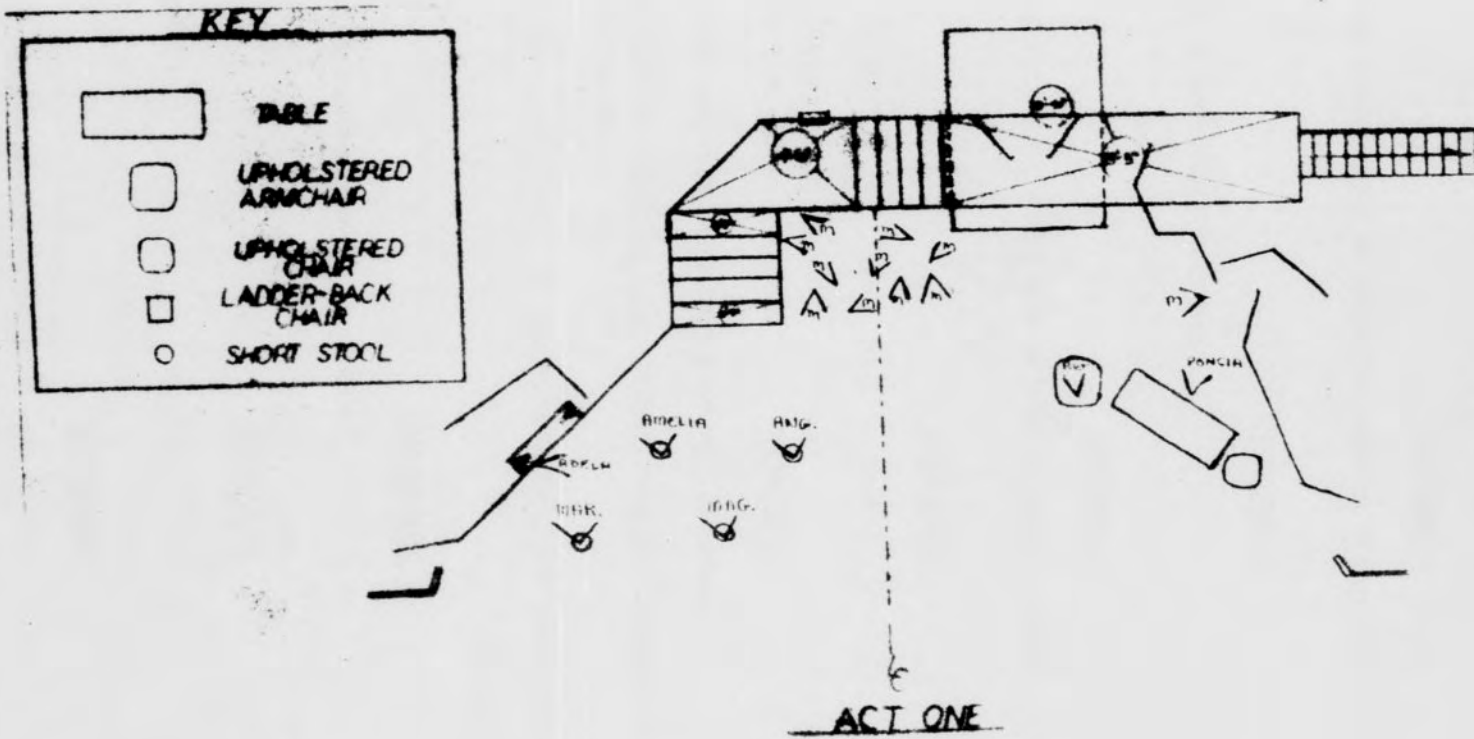 KEY
TABLE
UPHOLSTERED
ARMCHAIR
UPHOLSTERED
CHAIR
LADDER-BACK
CHAIR
SHORT STOOL
M
M
M
M
M
M
M
M
M
M
M
PONCIA
AMELIA
ANG.
ADELA
MAR.
MAG.
ACT ONE